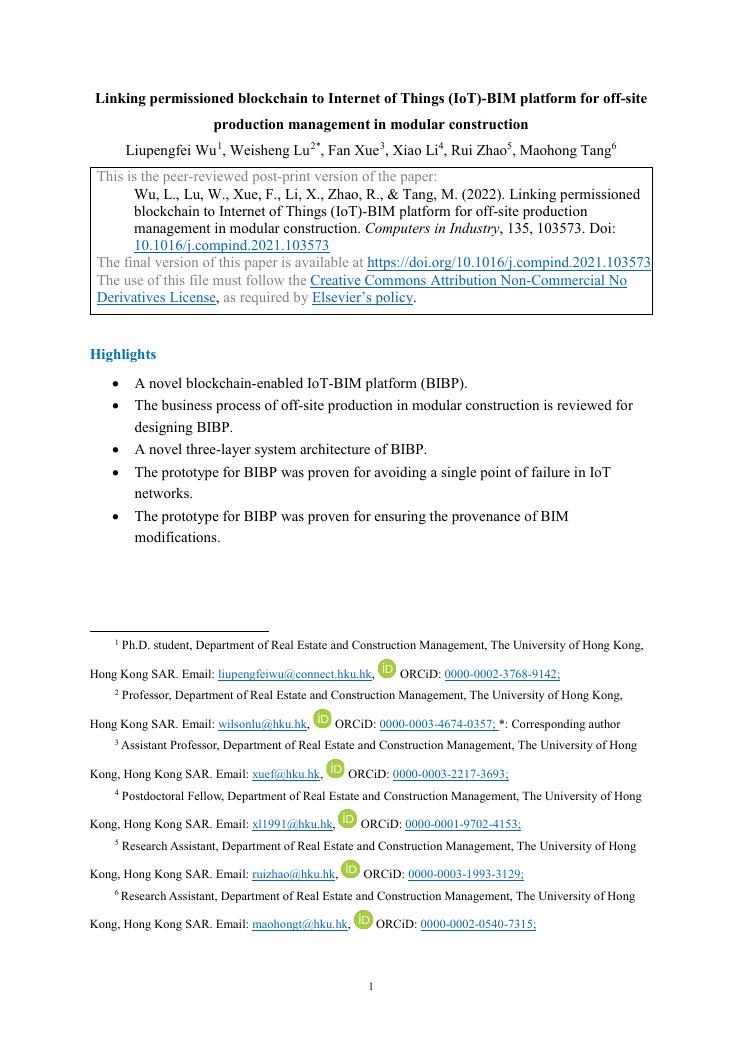 Linking permissioned blockchain to Internet of Things (IoT)-BIM platform for off-site
production management in modular construction
Liupengfei Wu1, Weisheng Lu2*, Fan Xue3, Xiao Li4, Rui Zhao5, Maohong Tang6
This is the peer-reviewed post-print version of the paper:
Wu, L., Lu, W., Xue, F., Li, X., Zhao, R., & Tang, M. (2022). Linking permissioned
blockchain to Internet of Things (IoT)-BIM platform for off-site production
management in modular construction. Computers in Industry, 135, 103573. Doi:
10.1016/j.compind.2021.103573
The final version of this paper is available at https://doi.org/10.1016/j.compind.2021.103573
The use of this file must follow the Creative Commons Attribution Non-Commercial No
Derivatives License, as required by Elsevier’s policy.
Highlights
• A novel blockchain-enabled IoT-BIM platform (BIBP).
• The business process of off-site production in modular construction is reviewed for
designing BIBP.
• A novel three-layer system architecture of BIBP.
• The prototype for BIBP was proven for avoiding a single point of failure in IoT
networks.
• The prototype for BIBP was proven for ensuring the provenance of BIM
modifications.
1 Ph.D. student, Department of Real Estate and Construction Management, The University of Hong Kong,
Hong Kong SAR. Email: liupengfeiwu@connect.hku.hk, iD ORCiD: 0000-0002-3768-9142;
2 Professor, Department of Real Estate and Construction Management, The University of Hong Kong,
Hong Kong SAR. Email: wilsonlu@hku.hk, iD ORCiD: 0000-0003-4674-0357; *: Corresponding author
3 Assistant Professor, Department of Real Estate and Construction Management, The University of Hong
Kong, Hong Kong SAR. Email: xuef@hku.hk, iD ORCiD: 0000-0003-2217-3693;
4 Postdoctoral Fellow, Department of Real Estate and Construction Management, The University of Hong
Kong, Hong Kong SAR. Email: xl1991@hku.hk, iD ORCiD: 0000-0001-9702-4153;
5 Research Assistant, Department of Real Estate and Construction Management, The University of Hong
Kong, Hong Kong SAR. Email: ruizhao@hku.hk, iD ORCiD: 0000-0003-1993-3129;
6 Research Assistant, Department of Real Estate and Construction Management, The University of Hong
Kong, Hong Kong SAR. Email: maohongt@hku.hk, iD ORCiD: 0000-0002-0540-7315;
1